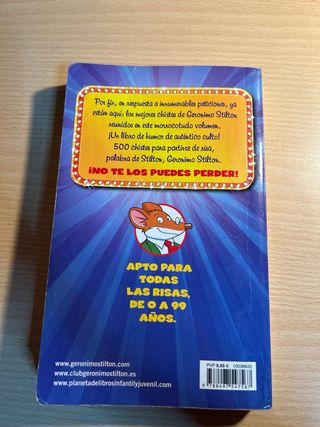 Por fin, en respuesta a innumerables peticiones, ya
están aquí: los mejores chistes de Geronimo Stilton
reunidos en este morrocotudo volumen.
¡Un libro de humor de auténtico culto!
500 chistes para partirse de risa,
palabra de Stilton, Geronimo Stilton.
¡NO TE LOS PUEDES PERDER!
APTO PARA
TODAS
LAS RISAS,
DE 0 A 99
AÑOS.
www.geronimostilton.com
www.clubgeronimostilton.es
www.planetadelibrosinfantilyjuvenil.com
PVP 8,95 €